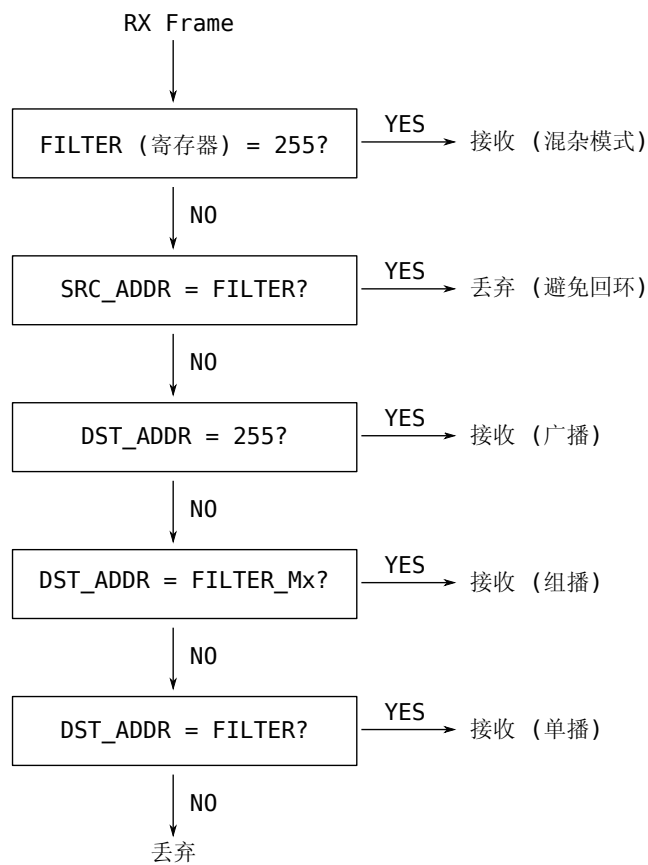 RX Frame
FILTER (寄存器) = 255?
YES
接收 (混杂模式)
NO
SRC_ADDR = FILTER?
YES
丢弃 (避免回环)
NO
DST_ADDR = 255?
YES
接收 (广播)
NO
DST_ADDR = FILTER_Mx?
YES
接收 (组播)
NO
DST_ADDR = FILTER?
YES
接收 (单播)
NO
丢弃